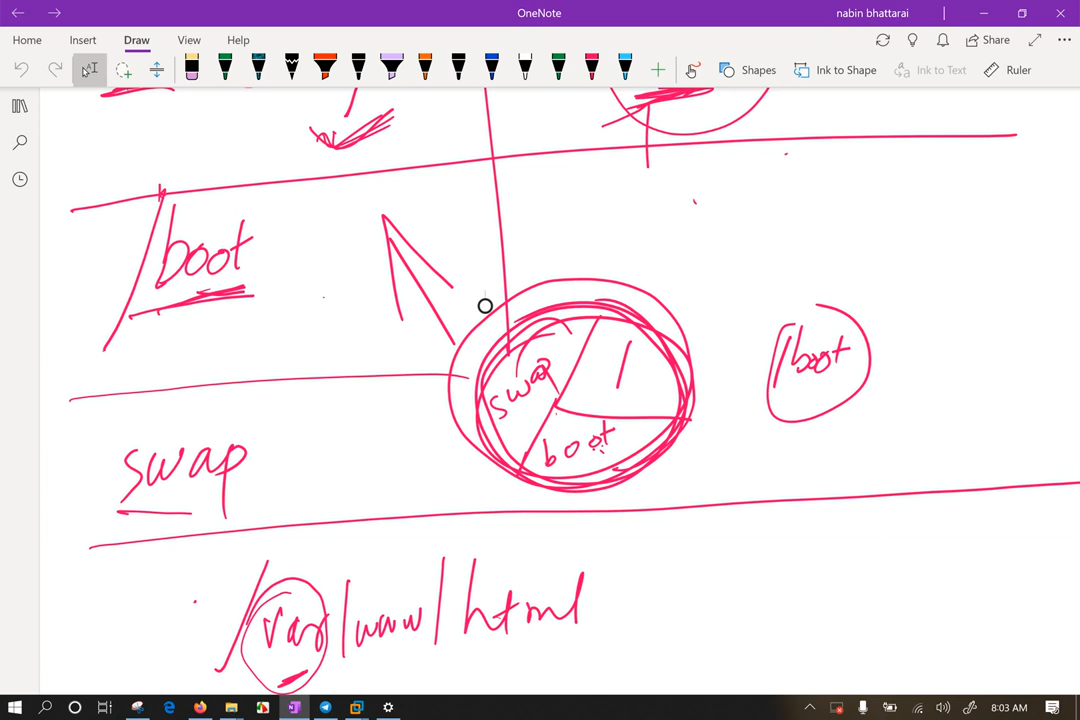 OneNote
nabin bhattarai
Home Insert Draw View Help
Share
Shapes
Ink to Shape
Ink to Text
Ruler
/boot
swap
/
boot
/boot
swap
/var/www/html
8:03 AM